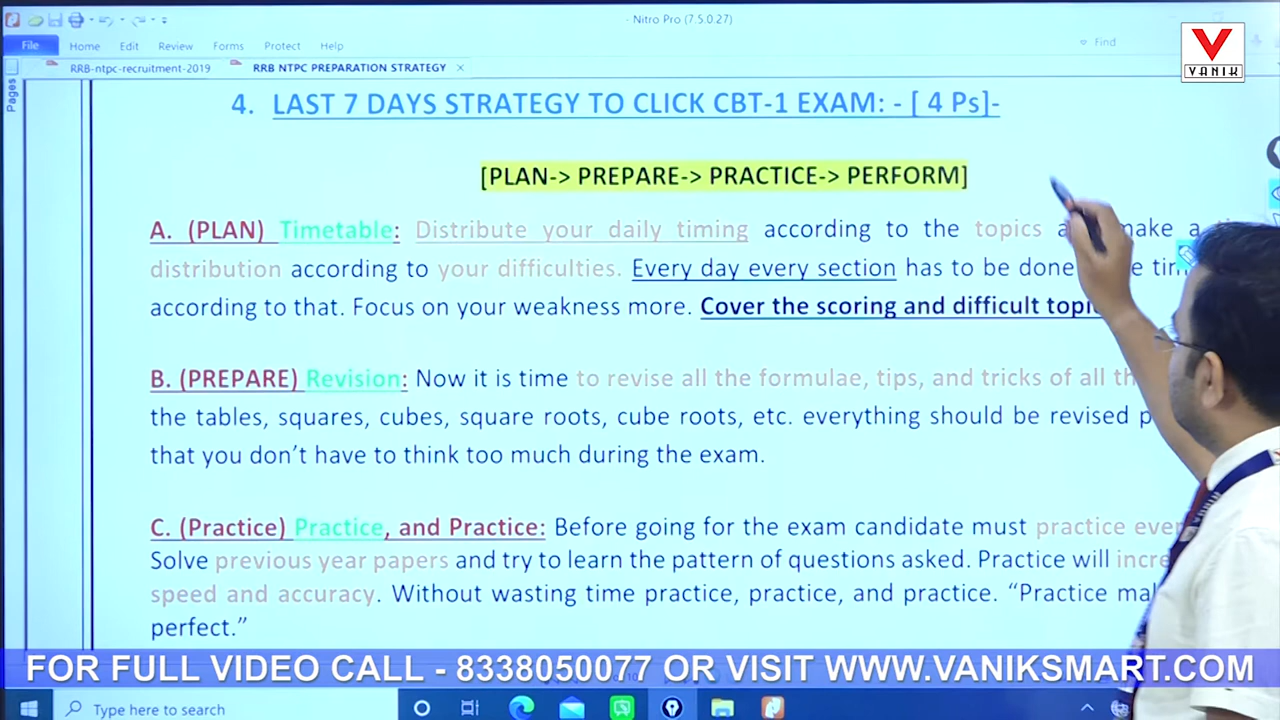 - Nitro Pro (7.5.0.27)
File Home Edit Review Forms Protect Help Find
VANIK
RRB-ntpc-recruitment-2019 RRB NTPC PREPARATION STRATEGY
Pages
4. LAST 7 DAYS STRATEGY TO CLICK CBT-1 EXAM: - [ 4 Ps]-
[PLAN-> PREPARE-> PRACTICE-> PERFORM]
A. (PLAN) Timetable: Distribute your daily timing according to the topics make a
distribution according to your difficulties. Every day every section has to be done
according to that. Focus on your weakness more. Cover the scoring and difficult
B. (PREPARE) Revision: Now it is time to revise all the formulae, tips, and tricks of all
the tables, squares, cubes, square roots, cube roots, etc. everything should be revised
that you don’t have to think too much during the exam.
C. (Practice) Practice, and Practice: Before going for the exam candidate must practice
Solve previous year papers and try to learn the pattern of questions asked. Practice will
speed and accuracy. Without wasting time practice, practice, and practice. “Practice
perfect.”
FOR FULL VIDEO CALL - 8338050077 OR VISIT WWW.VANIKSMART.COM
Type here to search